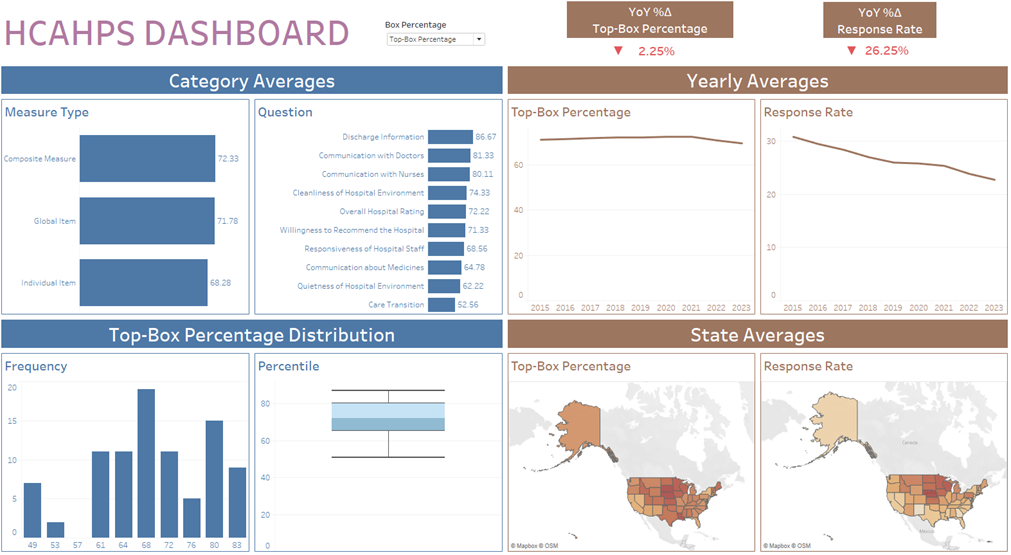 HCAHPS DASHBOARD
Box Percentage
Top-Box Percentage
YoY %Δ
Top-Box Percentage
▼ 2.25%
YoY %Δ
Response Rate
▼ 26.25%
Category Averages
Measure Type
Composite Measure 72.33
Global Item 71.78
Individual Item 68.28
Question
Discharge Information 86.67
Communication with Doctors 81.33
Communication with Nurses 80.11
Cleanliness of Hospital Environment 74.33
Overall Hospital Rating 72.22
Willingness to Recommend the Hospital 71.33
Responsiveness of Hospital Staff 68.56
Communication about Medicines 64.78
Quietness of Hospital Environment 62.22
Care Transition 52.56
Yearly Averages
Top-Box Percentage
60
40
20
0
2015 2016 2017 2018 2019 2020 2021 2022 2023
Response Rate
30
20
10
0
2015 2016 2017 2018 2019 2020 2021 2022 2023
Top-Box Percentage Distribution
Frequency
20
15
10
5
0
49 53 57 61 64 68 72 76 80 83
Percentile
80
60
40
20
0
State Averages
Top-Box Percentage
© Mapbox © OSM
Response Rate
Canada
© Mapbox © OSM